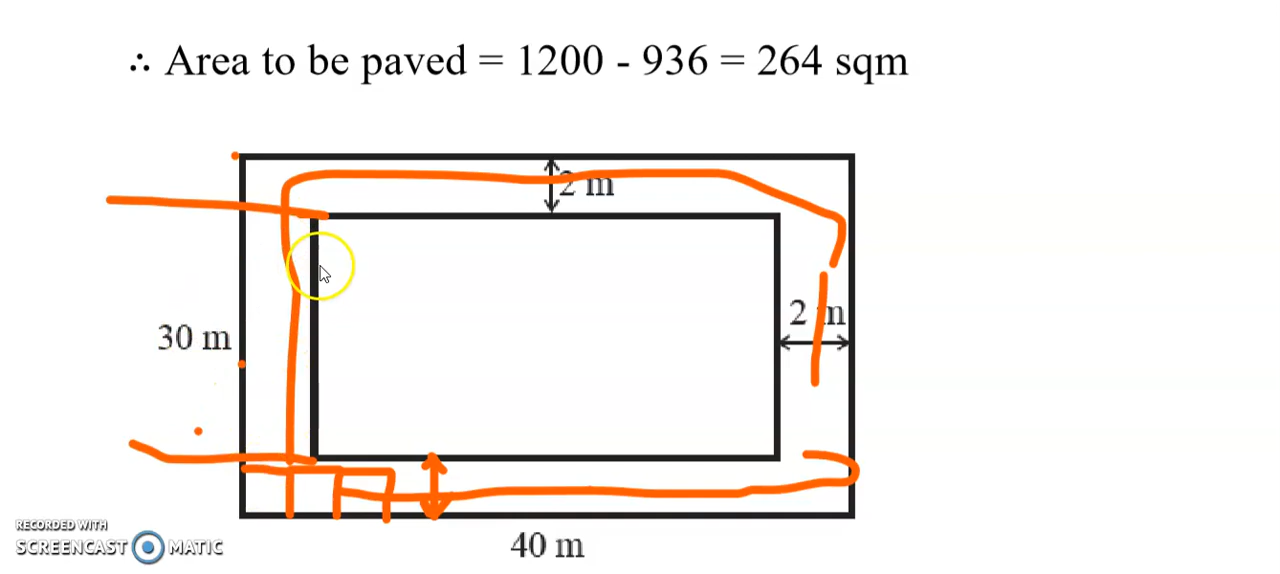 ∴ Area to be paved = 1200 - 936 = 264 sqm
2 m
2 m
30 m
40 m
RECORDED WITH
SCREENCAST MATIC